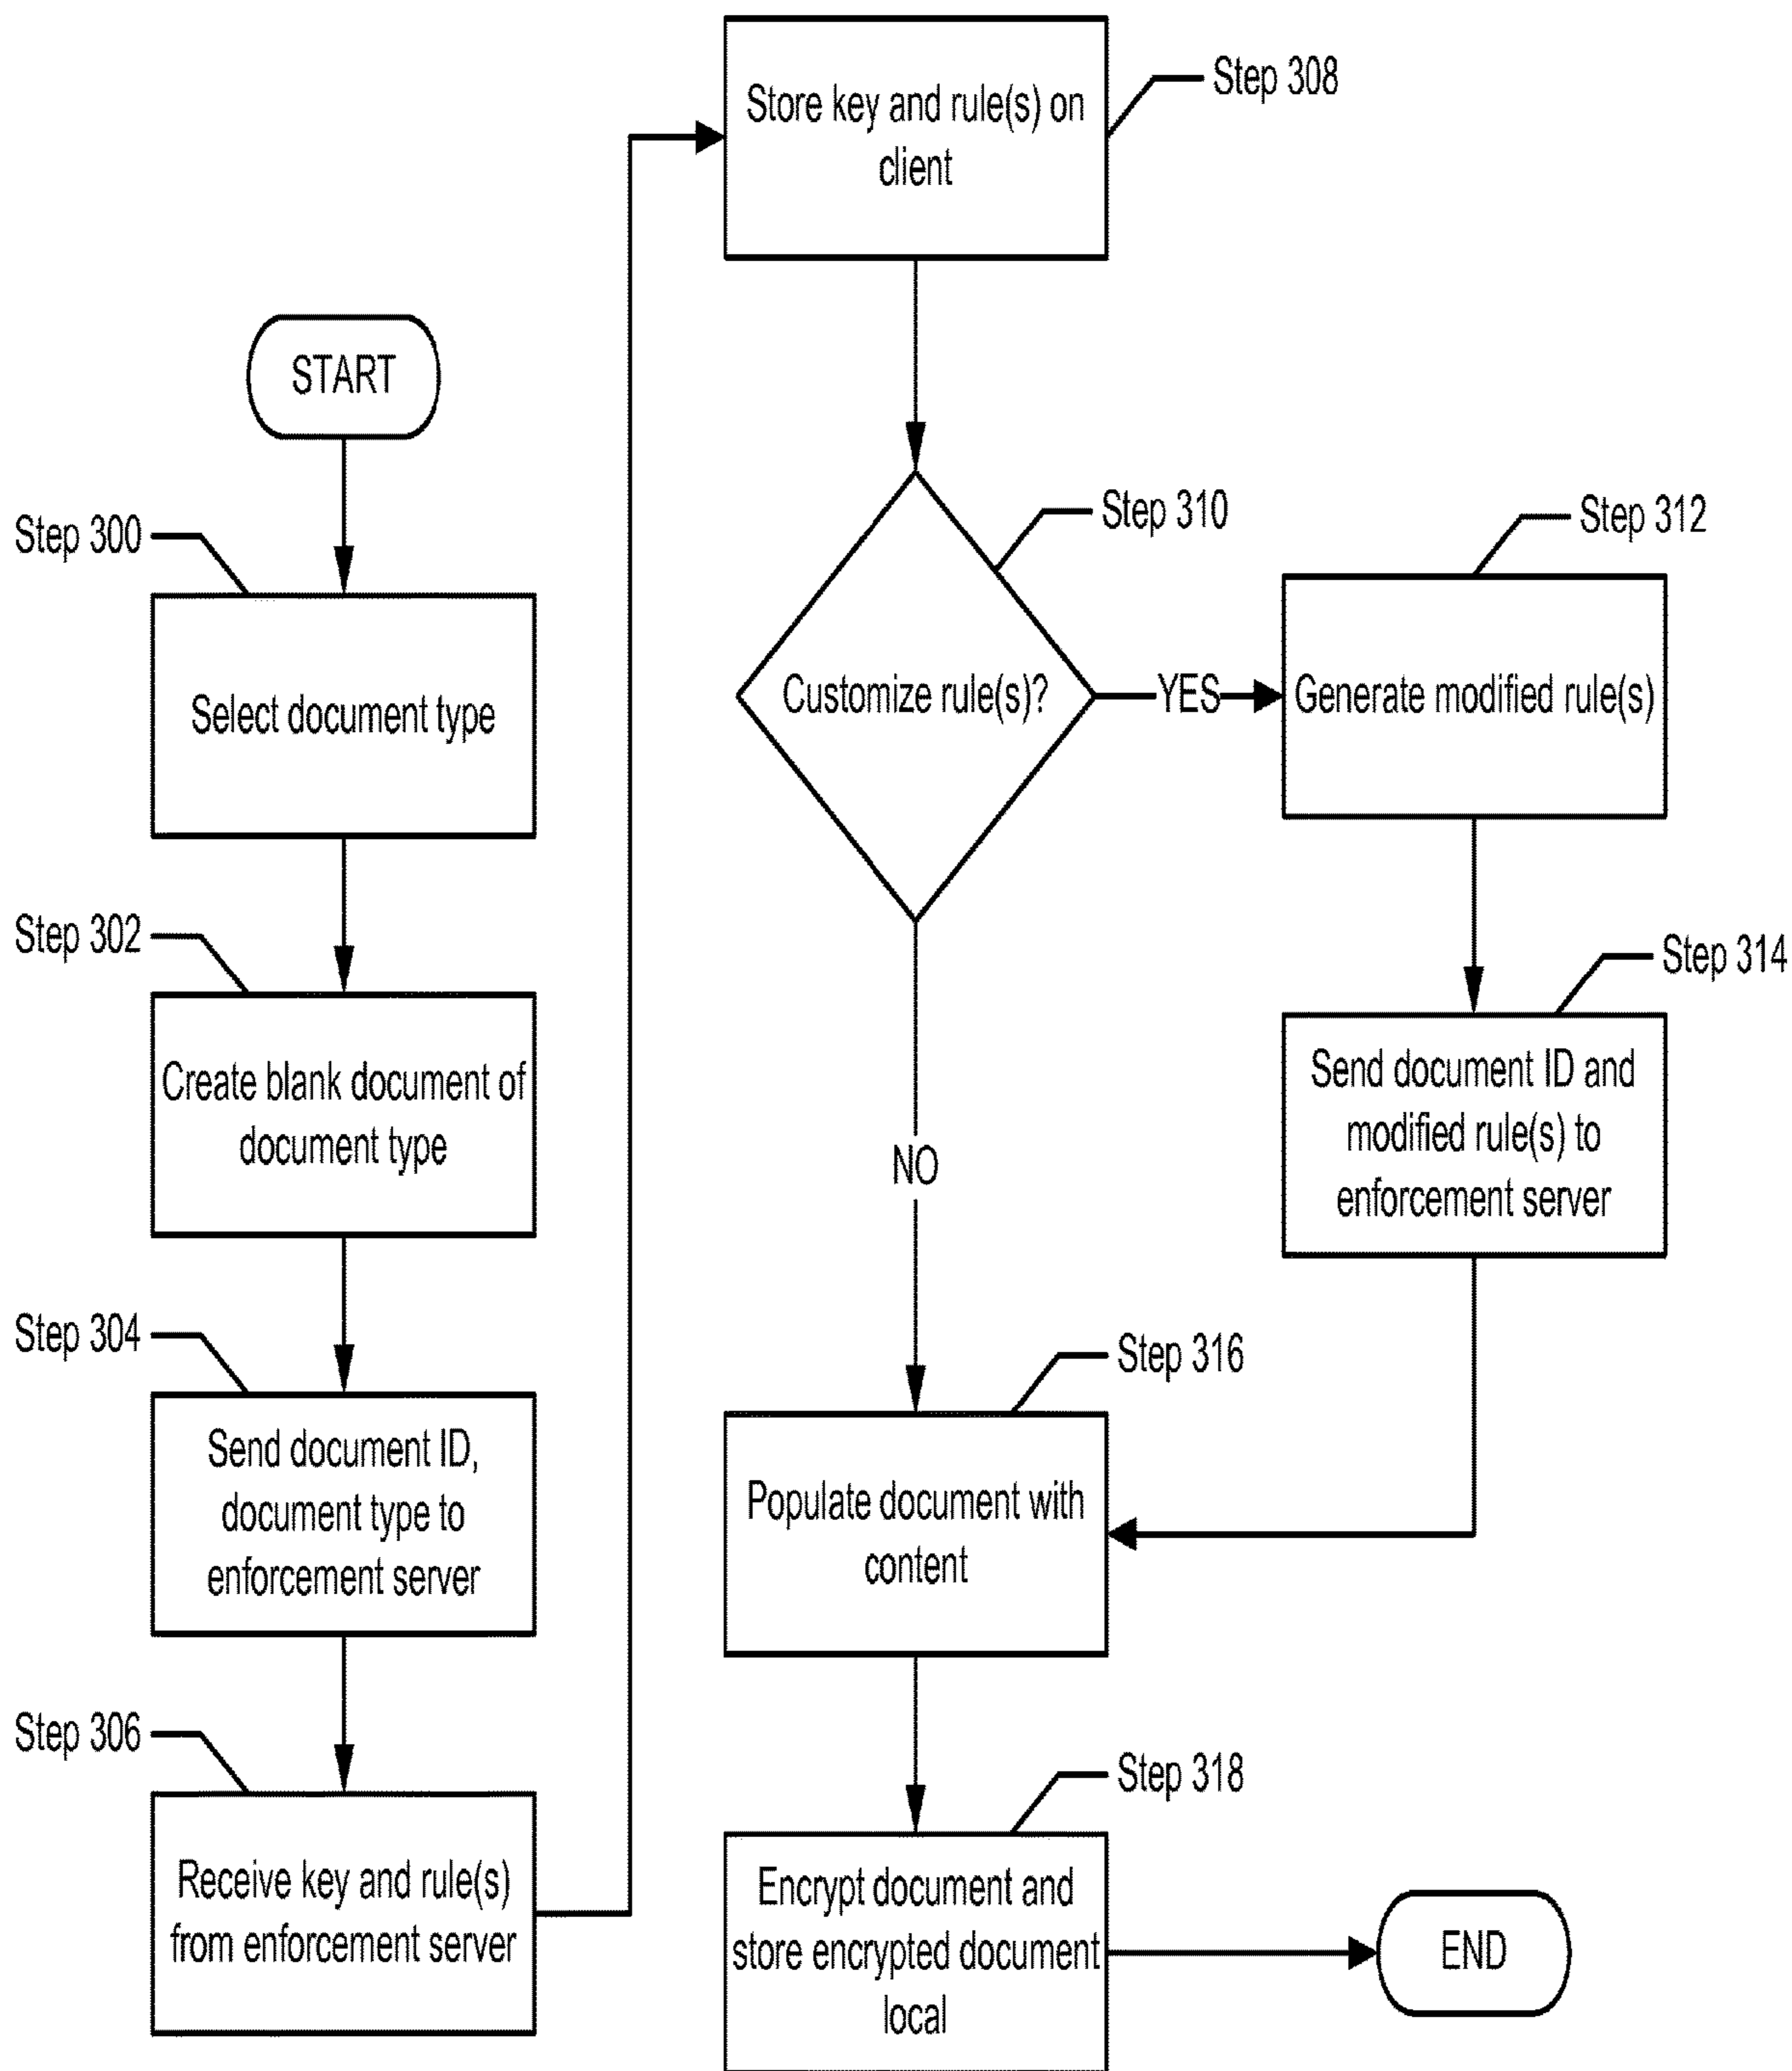 START
Step 300
Select document type
Step 302
Create blank document of
document type
Step 304
Send document ID,
document type to
enforcement server
Step 306
Receive key and rule(s)
from enforcement server
Step 308
Store key and rule(s) on
client
Step 310
Customize rule(s)?
YES
NO
Step 312
Generate modified rule(s)
Step 314
Send document ID and
modified rule(s) to
enforcement server
Step 316
Populate document with
content
Step 318
Encrypt document and
store encrypted document
local
END